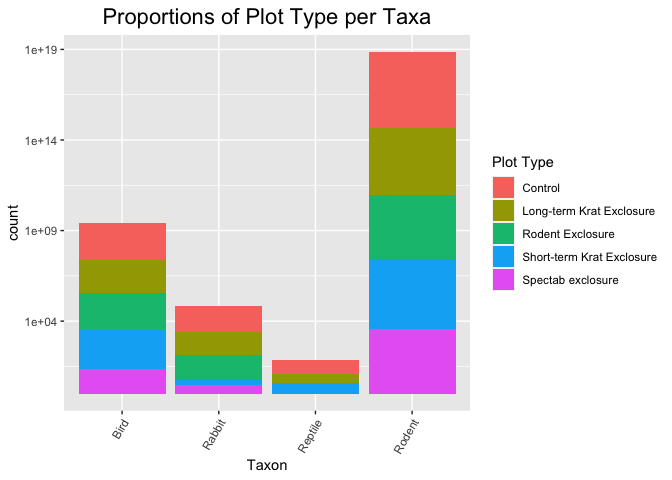 Proportions of Plot Type per Taxa
1e+19
1e+14
1e+09
1e+04
count
Bird
Rabbit
Reptile
Rodent
Taxon
Plot Type
Control
Long-term Krat Exclosure
Rodent Exclosure
Short-term Krat Exclosure
Spectab exclosure